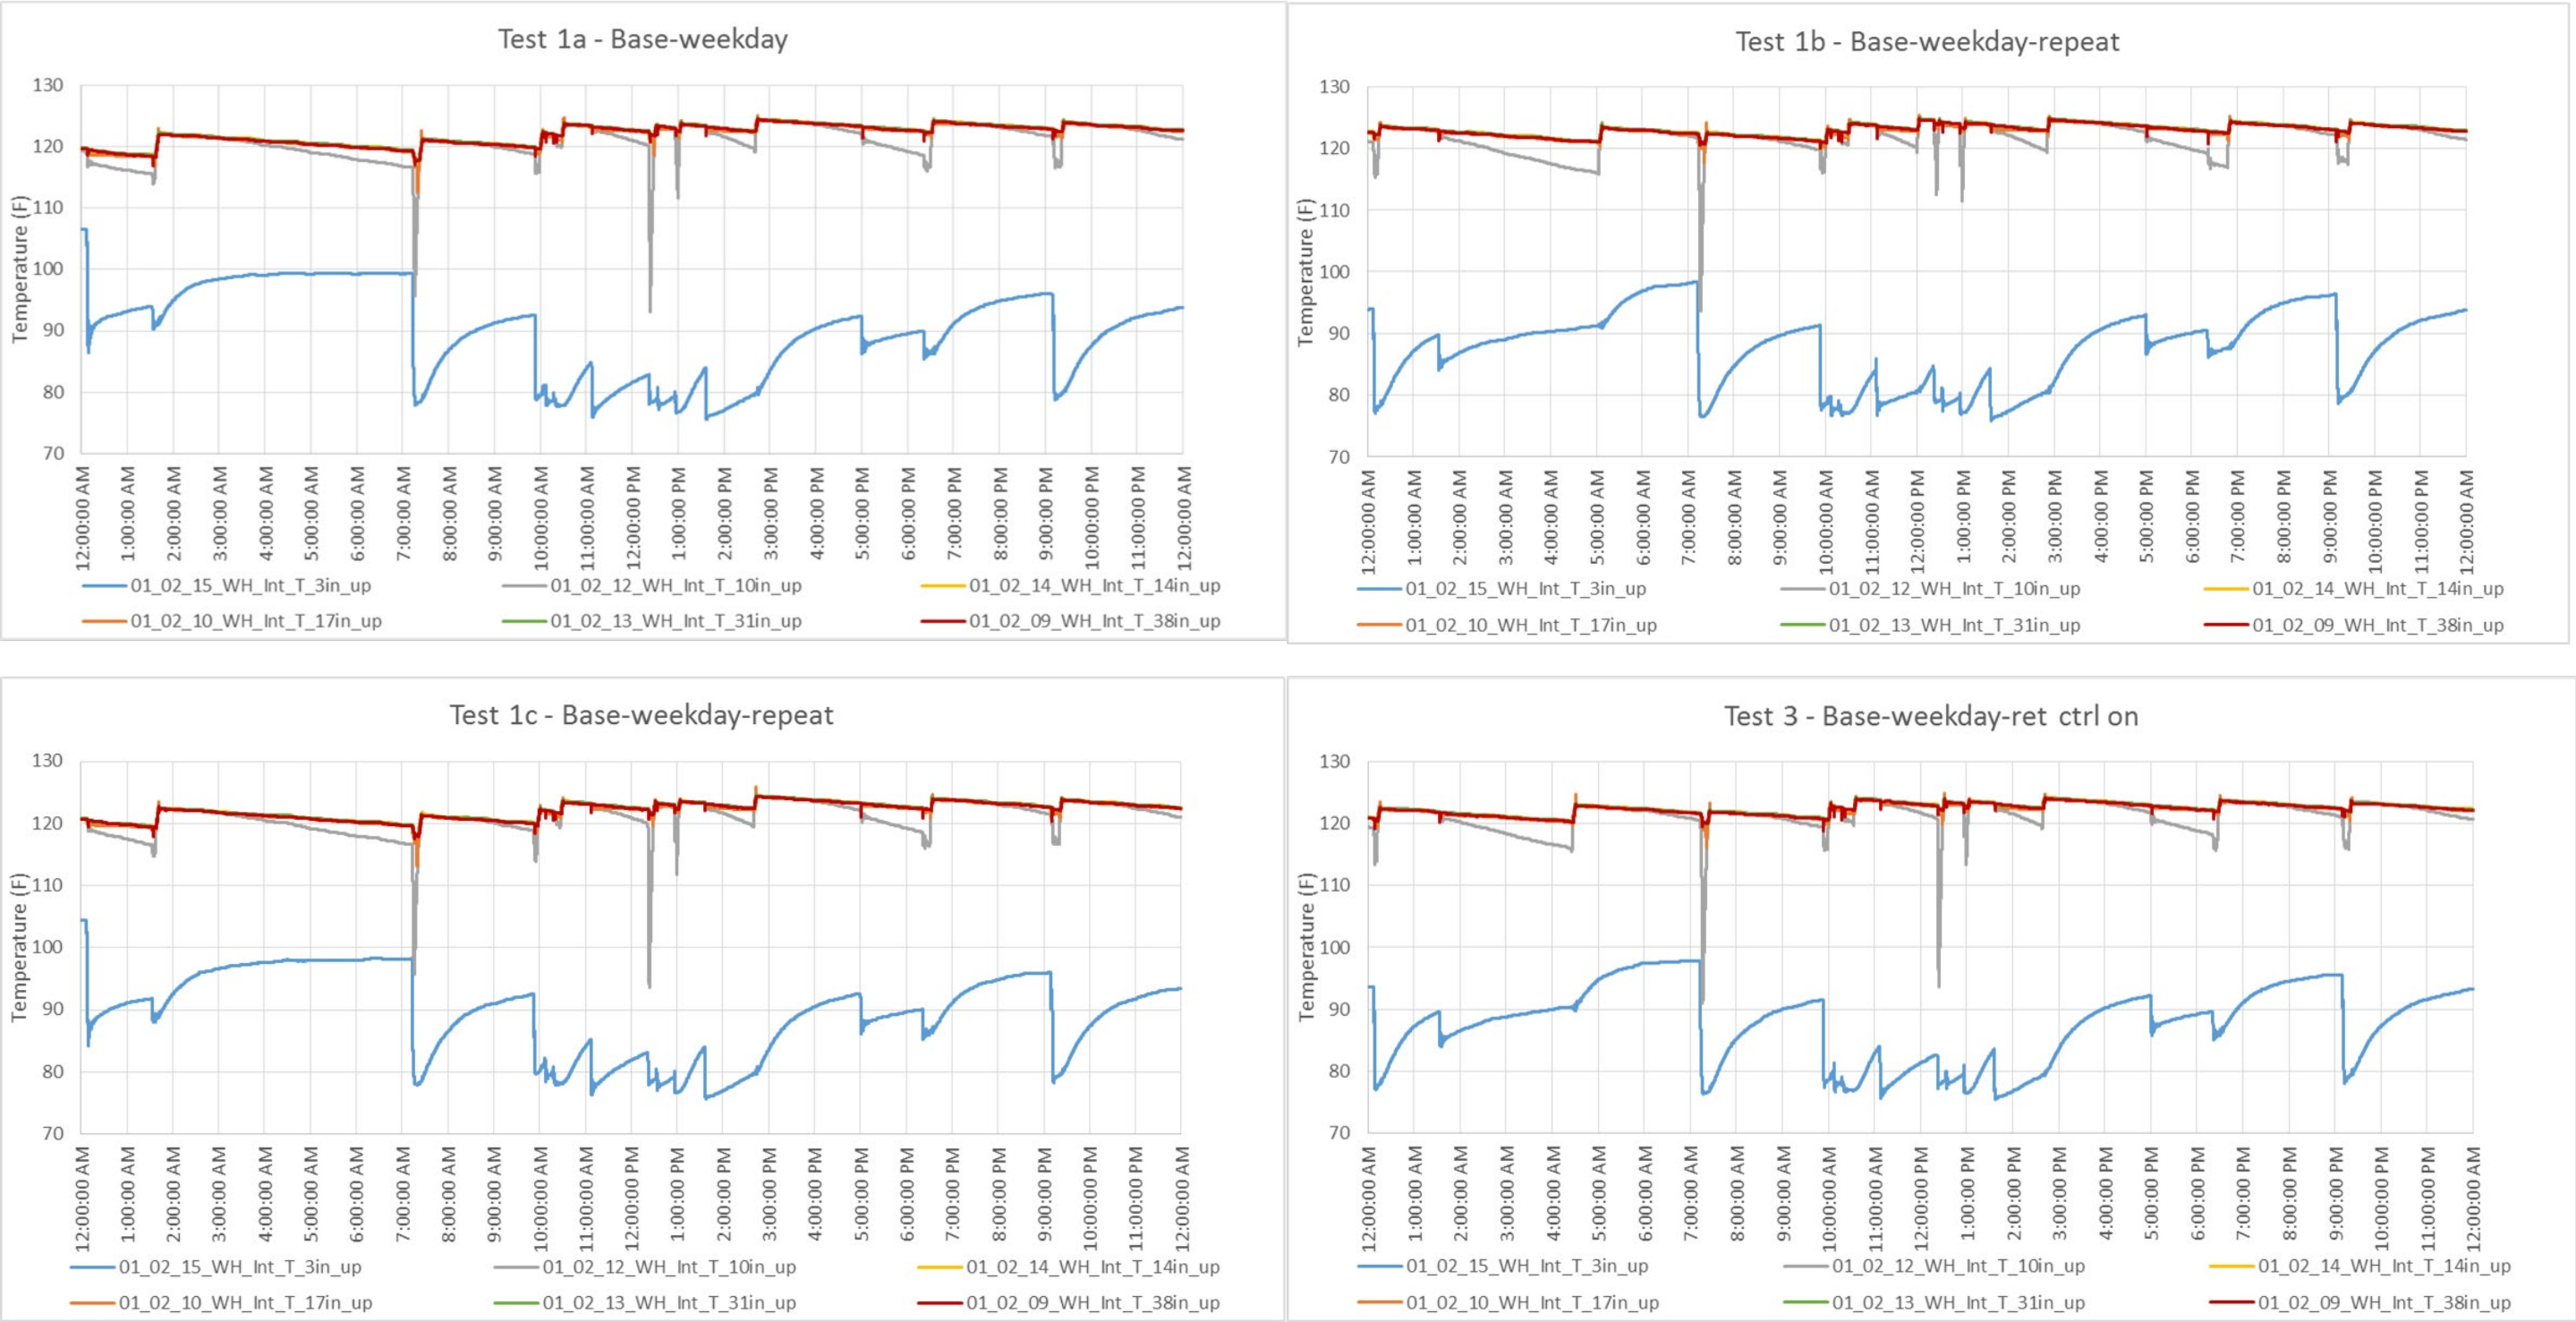 Test 1a - Base-weekday
Temperature (F)
130
120
110
100
90
80
70
12:00:00 AM
1:00:00 AM
2:00:00 AM
3:00:00 AM
4:00:00 AM
5:00:00 AM
6:00:00 AM
7:00:00 AM
8:00:00 AM
9:00:00 AM
10:00:00 AM
11:00:00 AM
12:00:00 PM
1:00:00 PM
2:00:00 PM
3:00:00 PM
4:00:00 PM
5:00:00 PM
6:00:00 PM
7:00:00 PM
8:00:00 PM
9:00:00 PM
10:00:00 PM
11:00:00 PM
12:00:00 AM
01_02_15_WH_Int_T_3in_up 01_02_12_WH_Int_T_10in_up 01_02_14_WH_Int_T_14in_up
01_02_10_WH_Int_T_17in_up 01_02_13_WH_Int_T_31in_up 01_02_09_WH_Int_T_38in_up
Test 1b - Base-weekday-repeat
Temperature (F)
130
120
110
100
90
80
70
12:00:00 AM
1:00:00 AM
2:00:00 AM
3:00:00 AM
4:00:00 AM
5:00:00 AM
6:00:00 AM
7:00:00 AM
8:00:00 AM
9:00:00 AM
10:00:00 AM
11:00:00 AM
12:00:00 PM
1:00:00 PM
2:00:00 PM
3:00:00 PM
4:00:00 PM
5:00:00 PM
6:00:00 PM
7:00:00 PM
8:00:00 PM
9:00:00 PM
10:00:00 PM
11:00:00 PM
12:00:00 AM
01_02_15_WH_Int_T_3in_up 01_02_12_WH_Int_T_10in_up 01_02_14_WH_Int_T_14in_up
01_02_10_WH_Int_T_17in_up 01_02_13_WH_Int_T_31in_up 01_02_09_WH_Int_T_38in_up
Test 1c - Base-weekday-repeat
Temperature (F)
130
120
110
100
90
80
70
12:00:00 AM
1:00:00 AM
2:00:00 AM
3:00:00 AM
4:00:00 AM
5:00:00 AM
6:00:00 AM
7:00:00 AM
8:00:00 AM
9:00:00 AM
10:00:00 AM
11:00:00 AM
12:00:00 PM
1:00:00 PM
2:00:00 PM
3:00:00 PM
4:00:00 PM
5:00:00 PM
6:00:00 PM
7:00:00 PM
8:00:00 PM
9:00:00 PM
10:00:00 PM
11:00:00 PM
12:00:00 AM
01_02_15_WH_Int_T_3in_up 01_02_12_WH_Int_T_10in_up 01_02_14_WH_Int_T_14in_up
01_02_10_WH_Int_T_17in_up 01_02_13_WH_Int_T_31in_up 01_02_09_WH_Int_T_38in_up
Test 3 - Base-weekday-ret ctrl on
Temperature (F)
130
120
110
100
90
80
70
12:00:00 AM
1:00:00 AM
2:00:00 AM
3:00:00 AM
4:00:00 AM
5:00:00 AM
6:00:00 AM
7:00:00 AM
8:00:00 AM
9:00:00 AM
10:00:00 AM
11:00:00 AM
12:00:00 PM
1:00:00 PM
2:00:00 PM
3:00:00 PM
4:00:00 PM
5:00:00 PM
6:00:00 PM
7:00:00 PM
8:00:00 PM
9:00:00 PM
10:00:00 PM
11:00:00 PM
12:00:00 AM
01_02_15_WH_Int_T_3in_up 01_02_12_WH_Int_T_10in_up 01_02_14_WH_Int_T_14in_up
01_02_10_WH_Int_T_17in_up 01_02_13_WH_Int_T_31in_up 01_02_09_WH_Int_T_38in_up